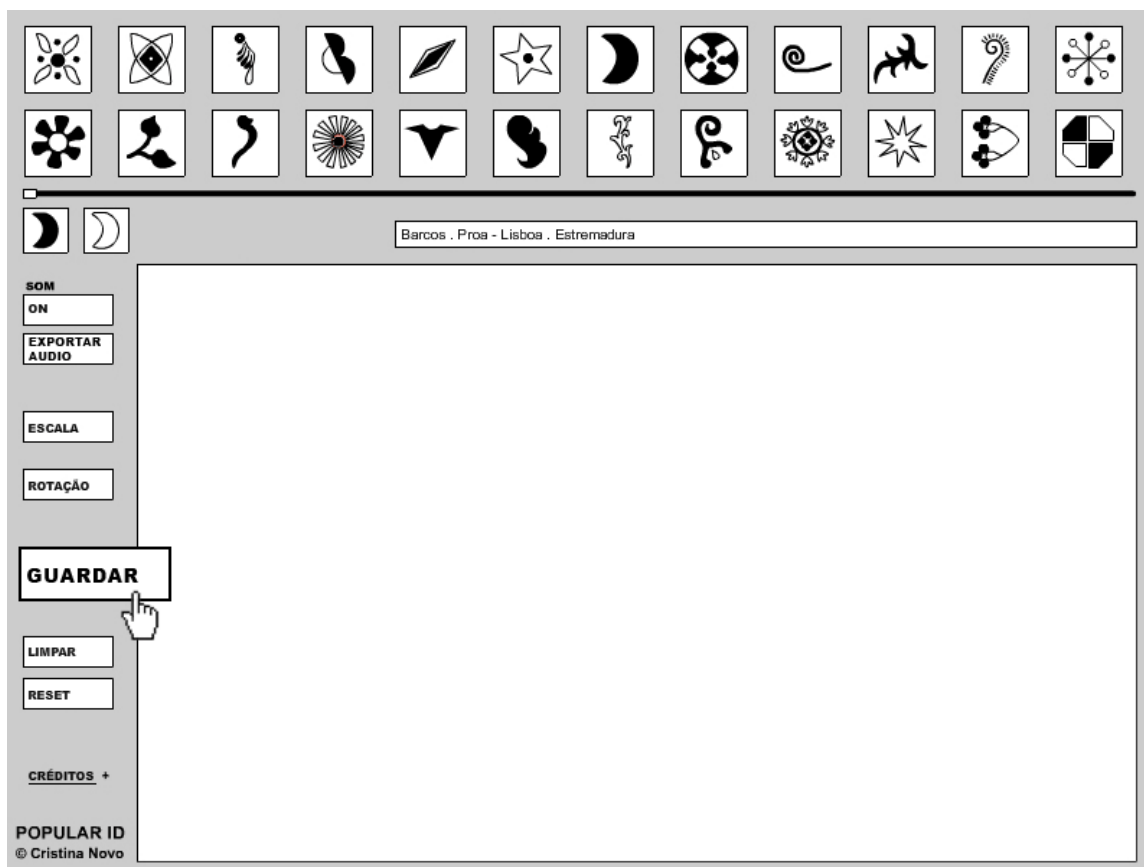 Barcos . Proa - Lisboa . Estremadura
SOM
ON
EXPORTAR
AUDIO
ESCALA
ROTAÇÃO
GUARDAR
LIMPAR
RESET
CRÉDITOS +
POPULAR ID
© Cristina Novo